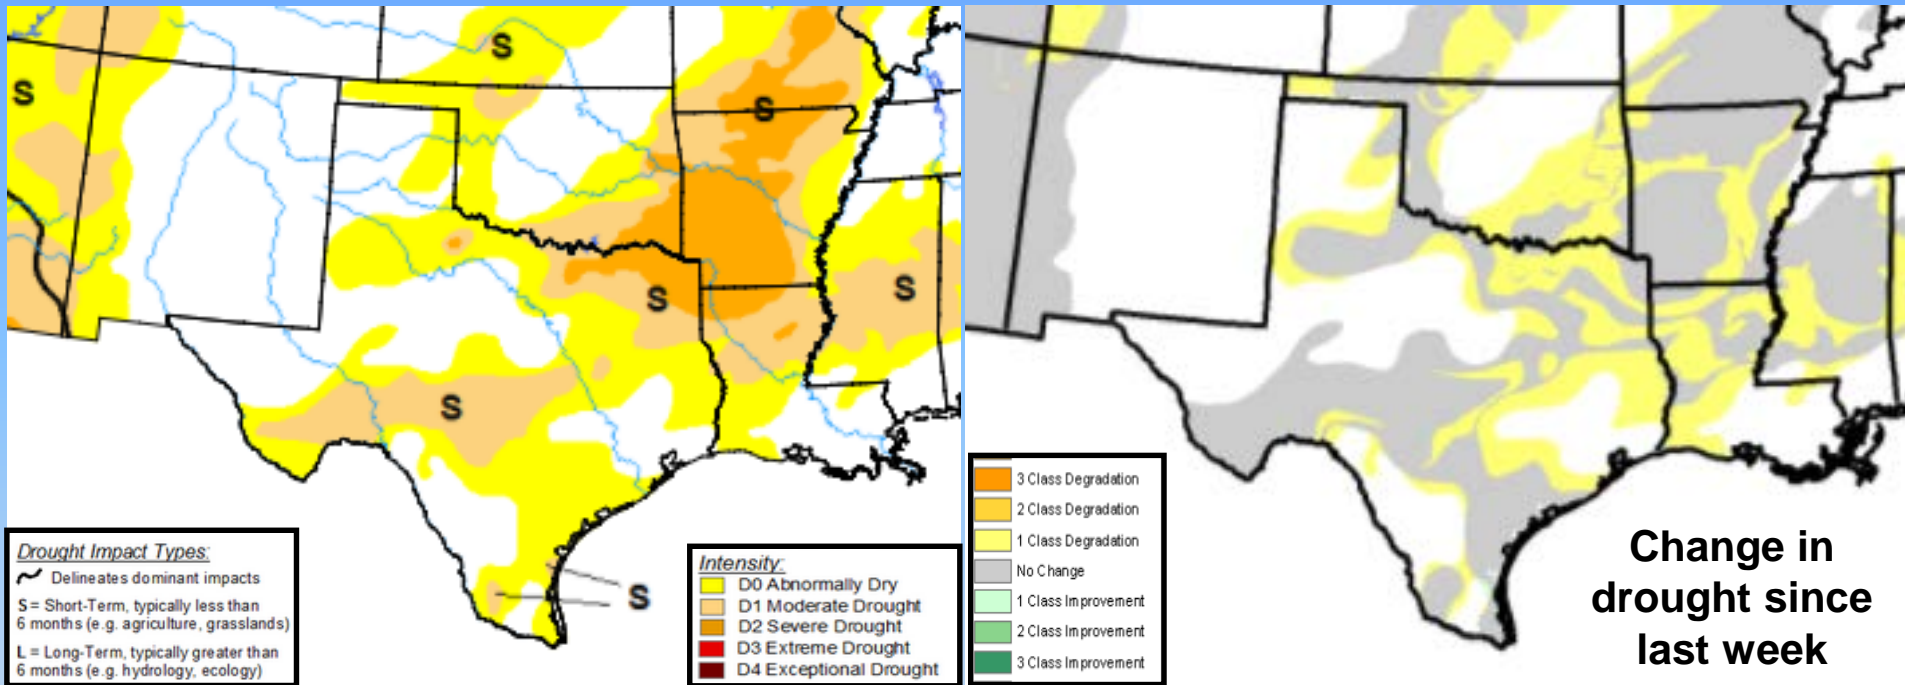 S
S
S
S
S
S
S
Drought Impact Types:
Delineates dominant impacts
S = Short-Term, typically less than
6 months (e.g. agriculture, grasslands)
L = Long-Term, typically greater than
6 months (e.g. hydrology, ecology)
Intensity:
D0 Abnormally Dry
D1 Moderate Drought
D2 Severe Drought
D3 Extreme Drought
D4 Exceptional Drought
3 Class Degradation
2 Class Degradation
1 Class Degradation
No Change
1 Class Improvement
2 Class Improvement
3 Class Improvement
Change in
drought since
last week